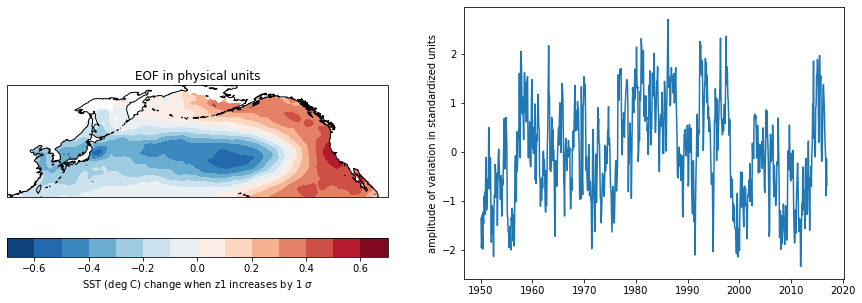 EOF in physical units
−0.6 −0.4 −0.2 0.0 0.2 0.4 0.6
SST (deg C) change when z1 increases by 1 σ
amplitude of variation in standardized units
2
1
0
−1
−2
1950 1960 1970 1980 1990 2000 2010 2020